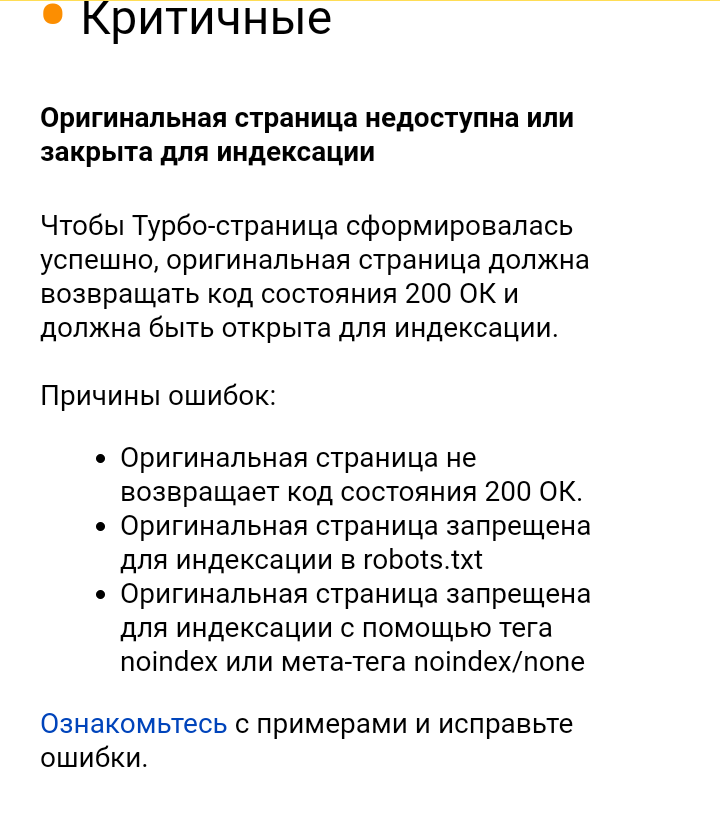 Критичные
Оригинальная страница недоступна или
закрыта для индексации
Чтобы Турбо-страница сформировалась
успешно, оригинальная страница должна
возвращать код состояния 200 ОК и
должна быть открыта для индексации.
Причины ошибок:
• Оригинальная страница не
возвращает код состояния 200 ОК.
• Оригинальная страница запрещена
для индексации в robots.txt
• Оригинальная страница запрещена
для индексации с помощью тега
noindex или мета-тега noindex/none
Ознакомьтесь с примерами и исправьте
ошибки.